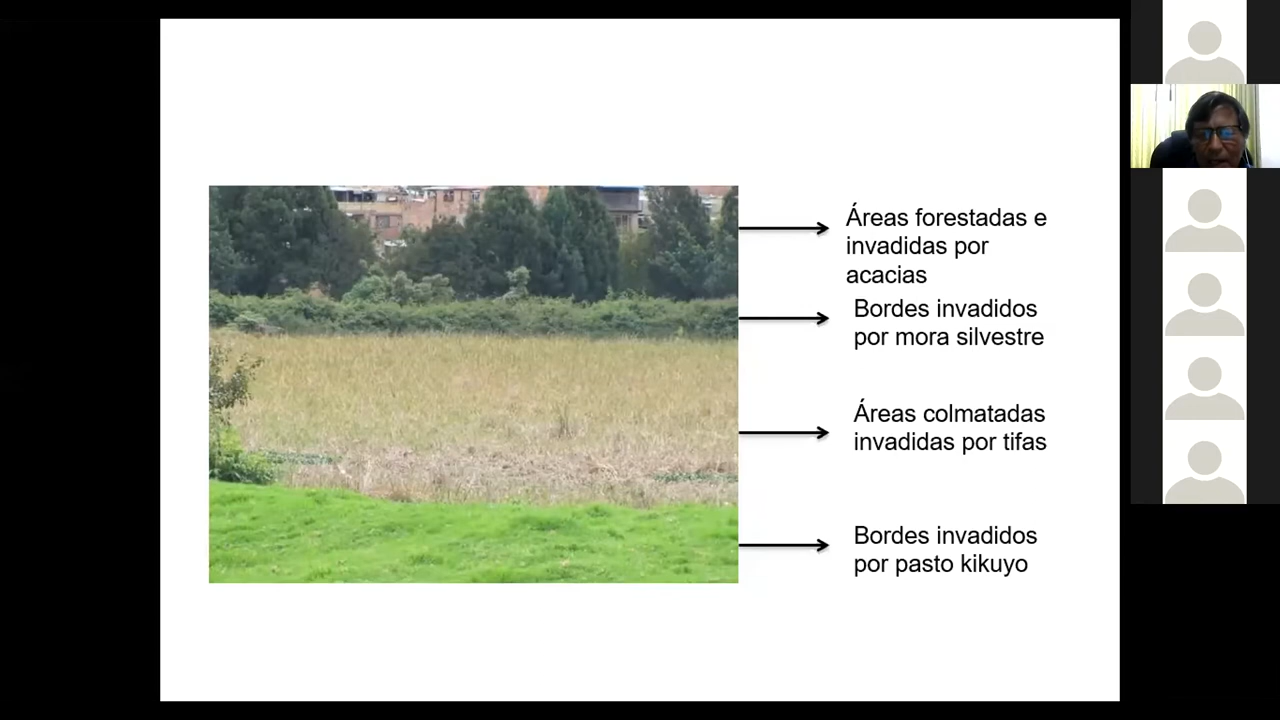 Áreas forestadas e
invadidas por
acacias
Bordes invadidos
por mora silvestre
Áreas colmatadas
invadidas por tifas
Bordes invadidos
por pasto kikuyo